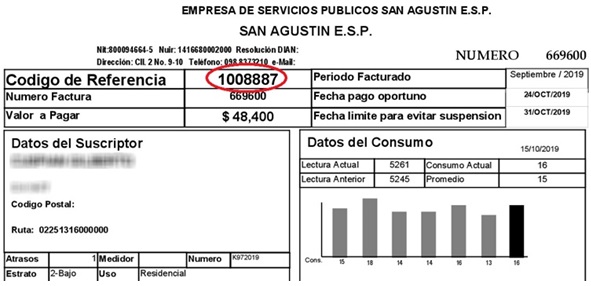 EMPRESA DE SERVICIOS PUBLICOS SAN AGUSTIN E.S.P.
SAN AGUSTIN E.S.P.
Nit:800094664-5 Nuir: 1416680002000 Resolución DIAN:
Dirección: Cll. 2 No. 9-10 Teléfono: 098 8373210 e-Mail:
NUMERO 669600
Codigo de Referencia 1008887 Periodo Facturado Septiembre / 2019
Numero Factura 669600 Fecha pago oportuno 24/OCT/2019
Valor a Pagar $ 48,400 Fecha limite para evitar suspension 31/OCT/2019
Datos del Suscriptor
Codigo Postal:
Ruta: 02251316000000
Atrasos 1 Medidor Numero K972019
Estrato 2-Bajo Uso Residencial
Datos del Consumo 15/10/2019
Lectura Actual 5261 Consumo Actual 16
Lectura Anterior 5245 Promedio 15
Cons. 15 18 14 14 16 13 16